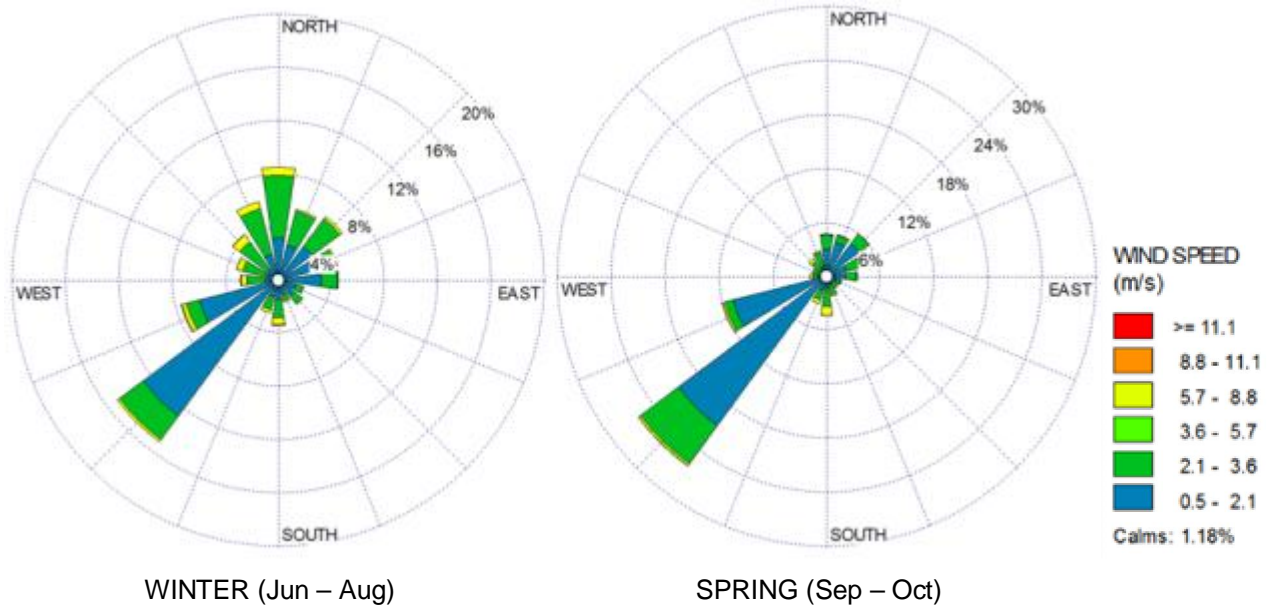 NORTH
20%
16%
12%
8%
4%
WEST
EAST
SOUTH
WINTER (Jun – Aug)
NORTH
30%
24%
18%
12%
6%
WEST
EAST
SOUTH
SPRING (Sep – Oct)
WIND SPEED
(m/s)
>= 11.1
8.8 - 11.1
5.7 - 8.8
3.6 - 5.7
2.1 - 3.6
0.5 - 2.1
Calms: 1.18%